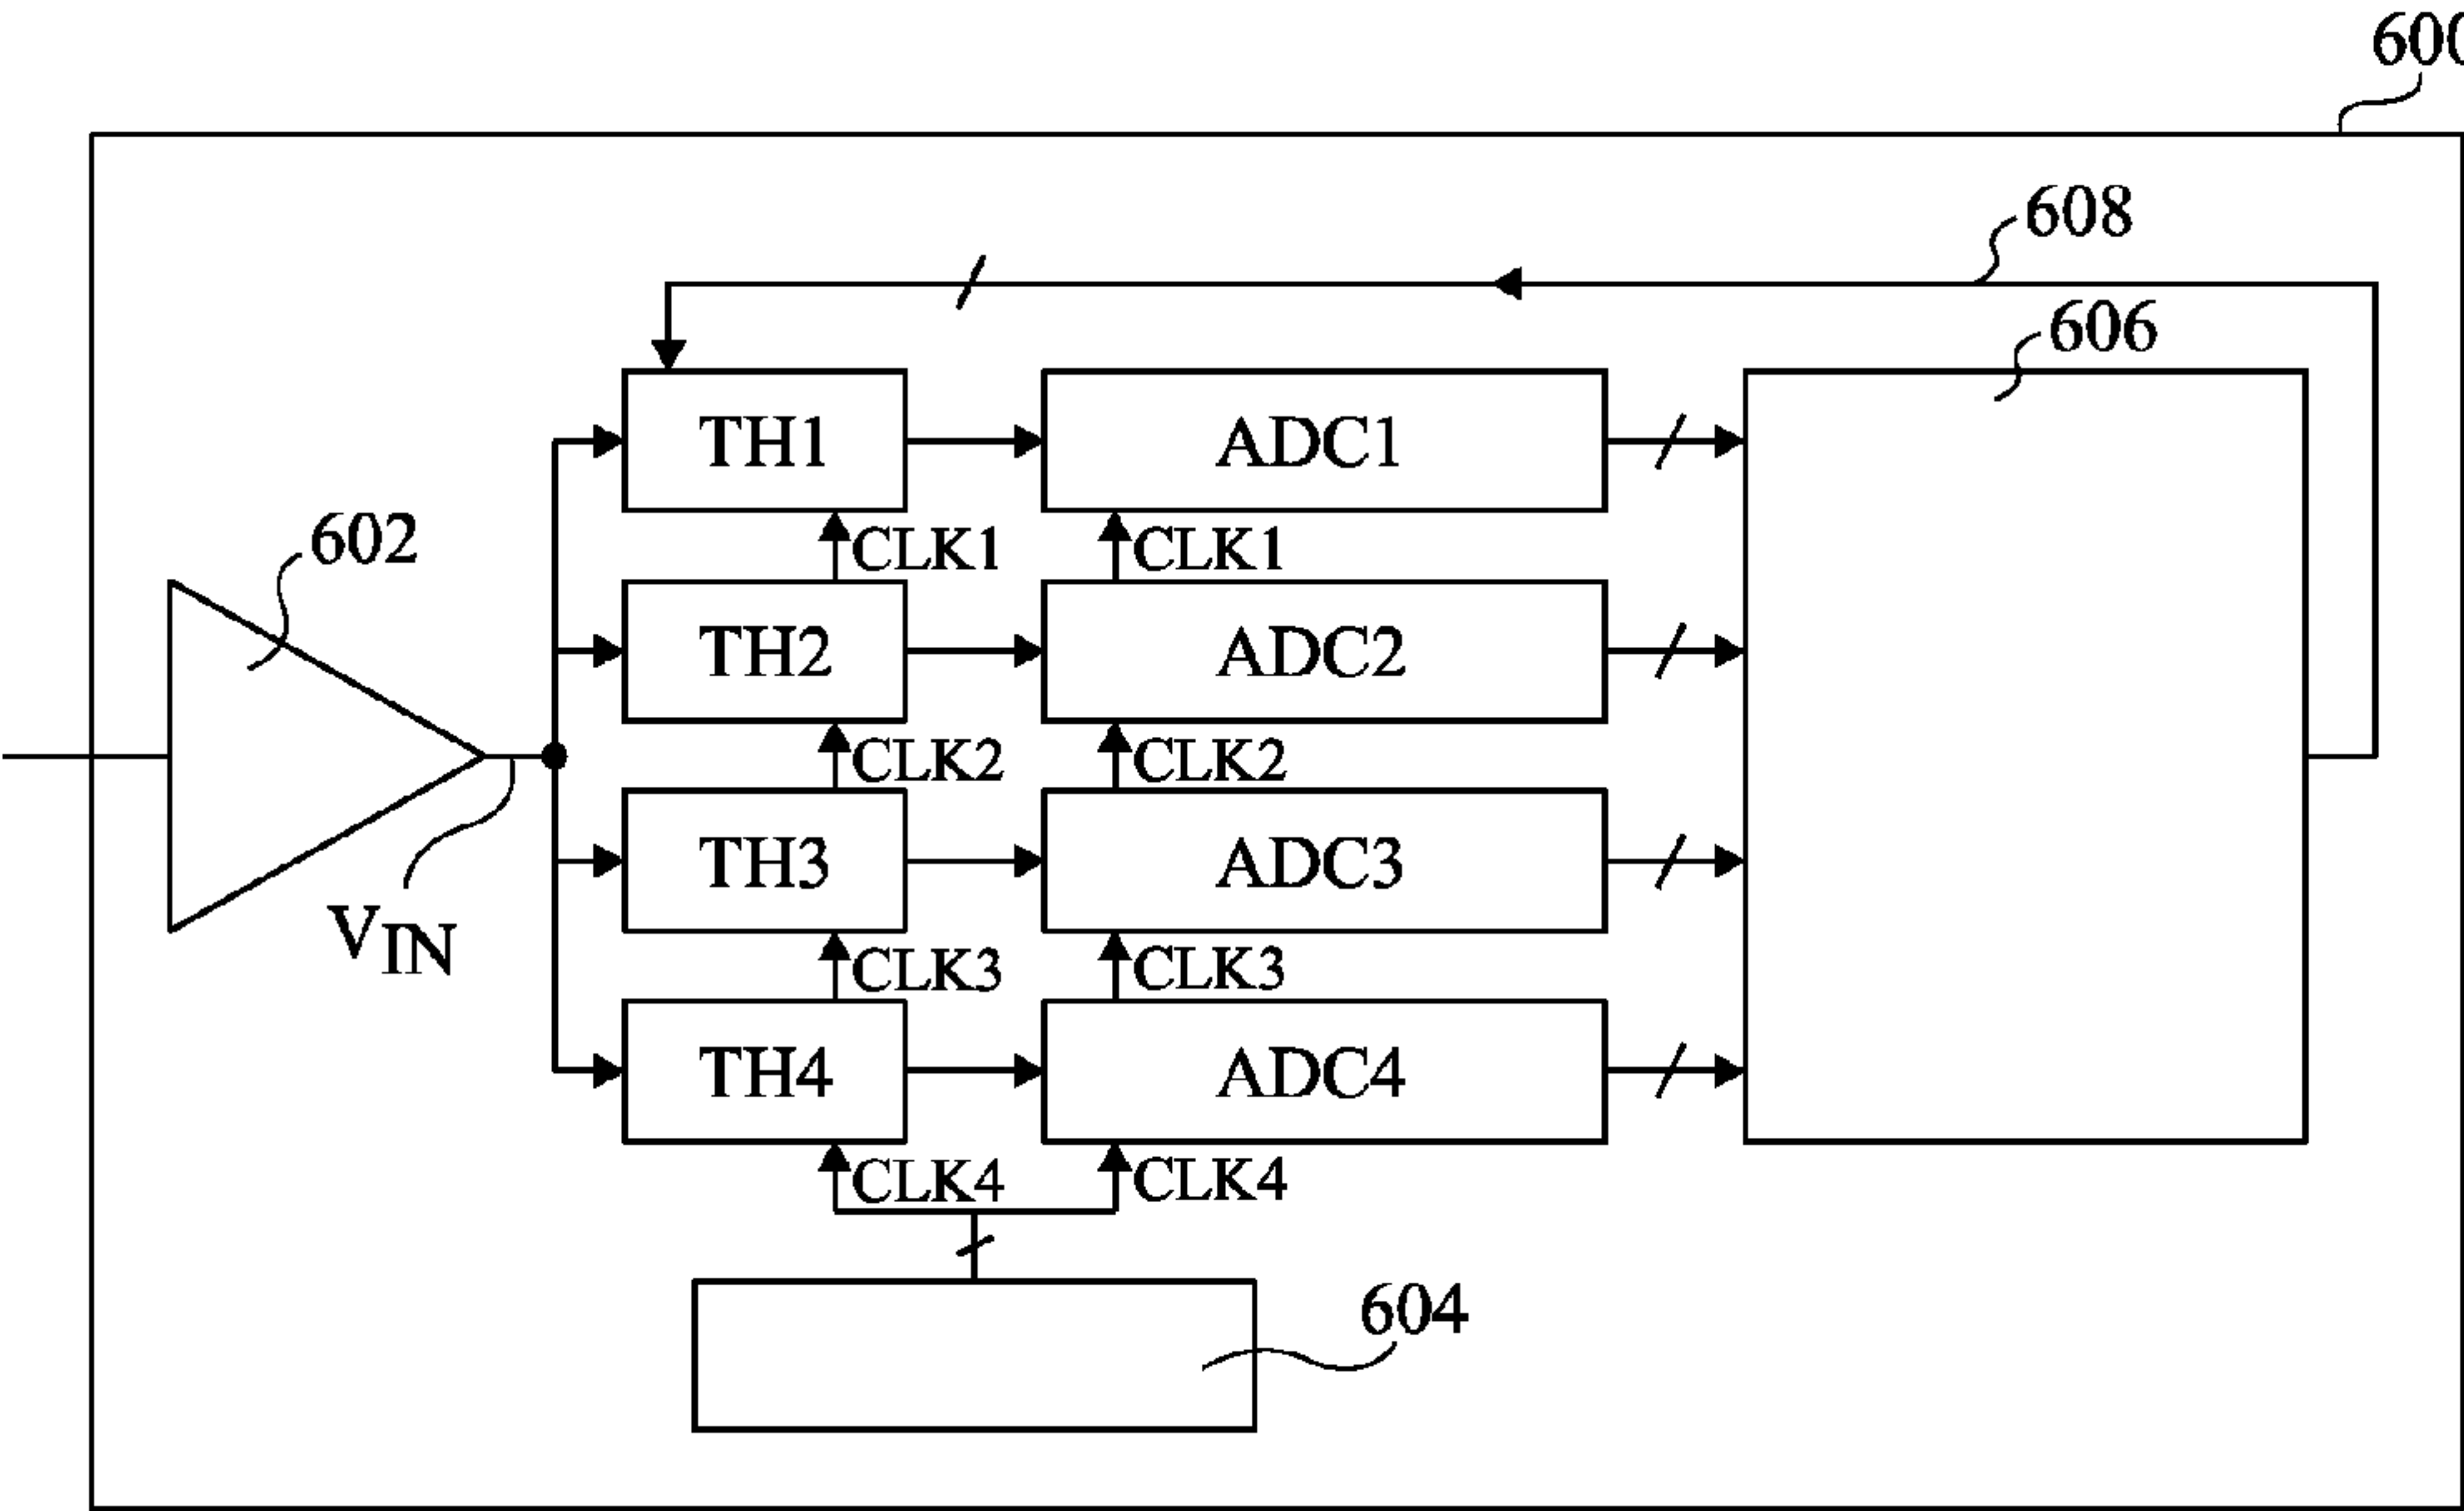 600
608
606
TH1 ADC1
602
CLK1 CLK1
TH2 ADC2
CLK2 CLK2
TH3 ADC3
VIN
CLK3 CLK3
TH4 ADC4
CLK4 CLK4
604